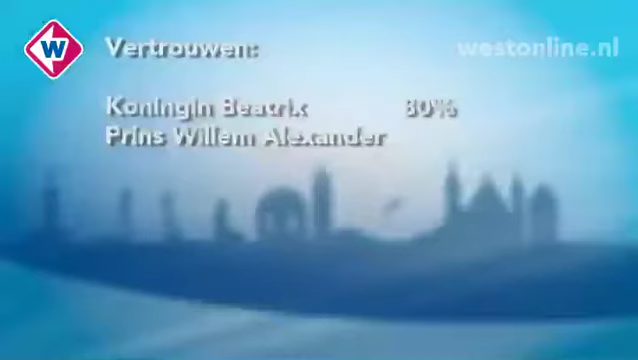 W
Vertrouwen:
westonline.nl
Koningin Beatrix 80%
Prins Willem Alexander